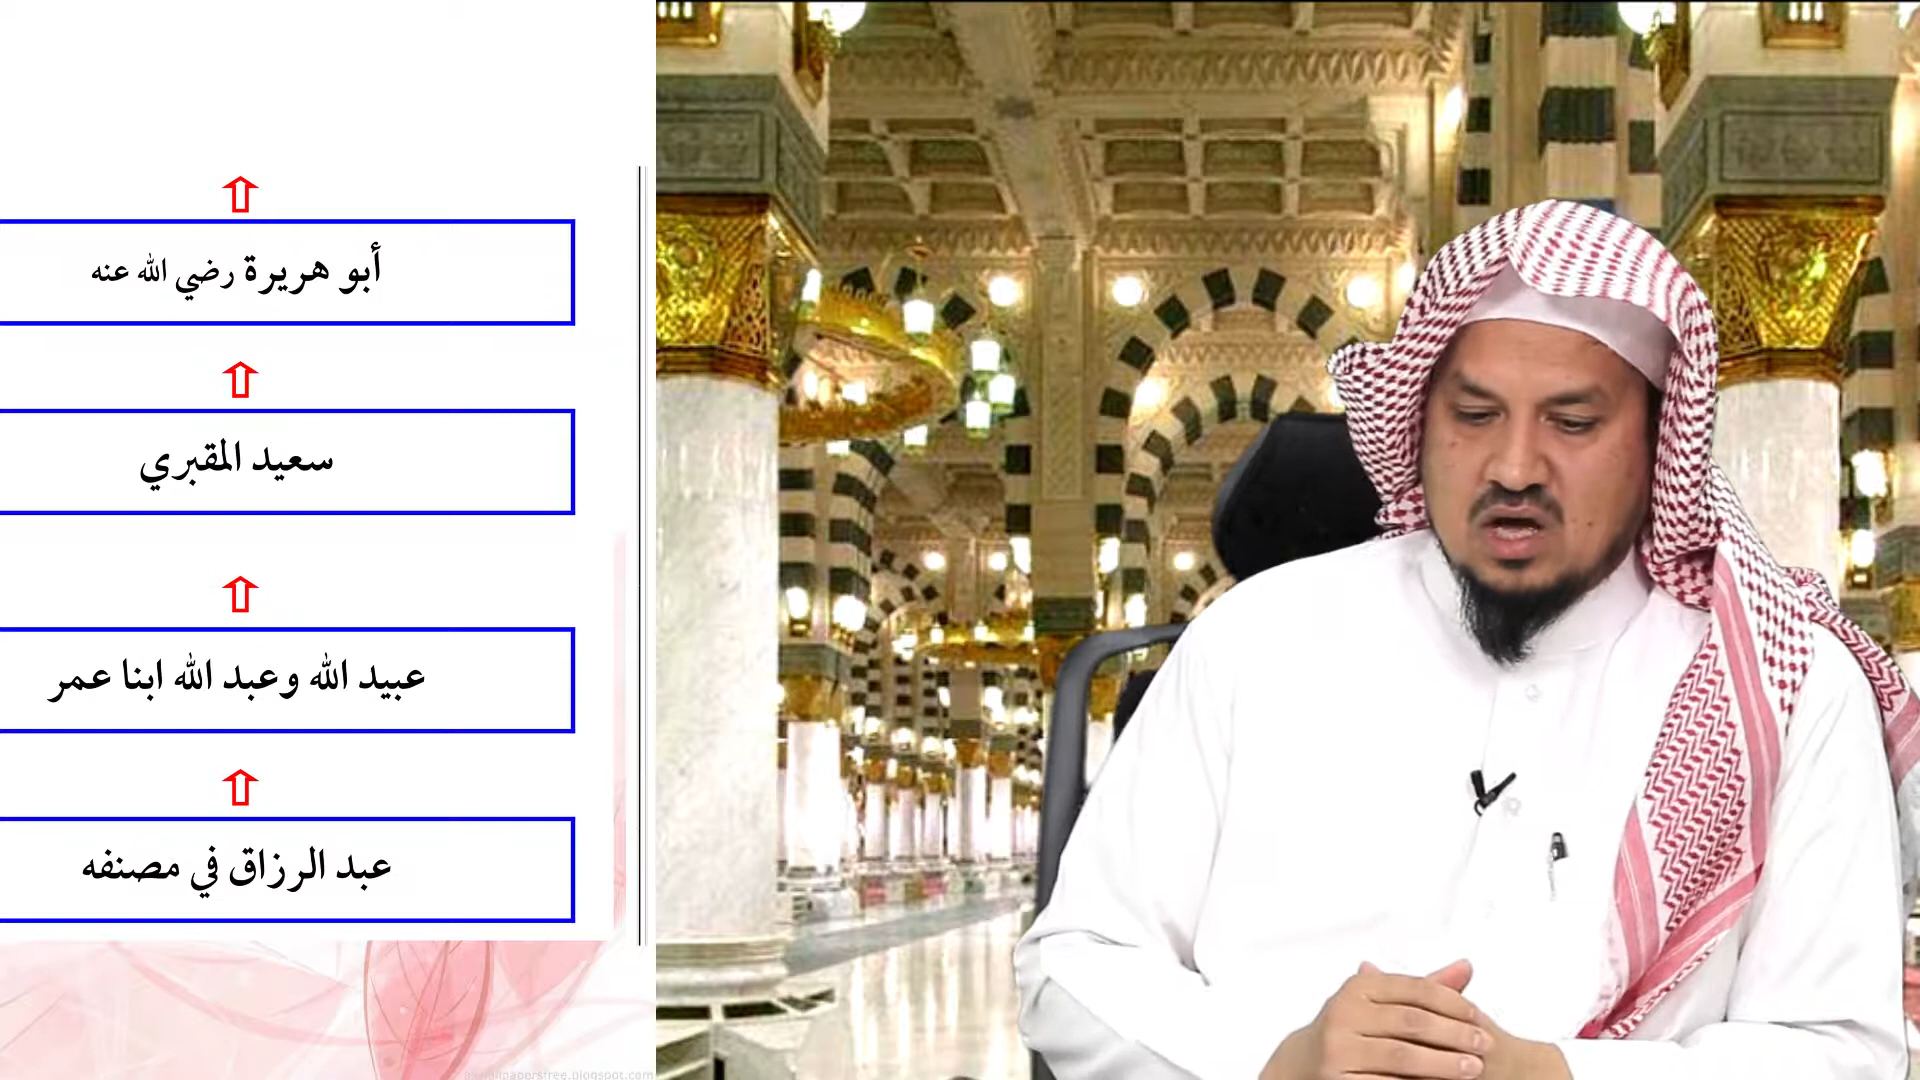 أبو هريرة رضي الله عنه
سعيد المقبري
عبيد الله وعبد الله ابنا عمر
عبد الرزاق في مصنفه